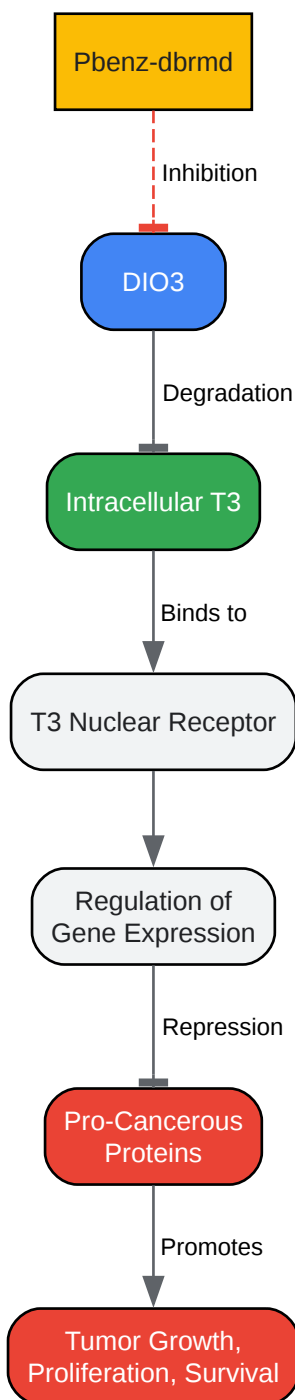 Pbenz-dbrmd
Inhibition
DIO3
Degradation
Intracellular T3
Binds to
T3 Nuclear Receptor
Regulation of
Gene Expression
Repression
Pro-Cancerous
Proteins
Promotes
Tumor Growth,
Proliferation, Survival